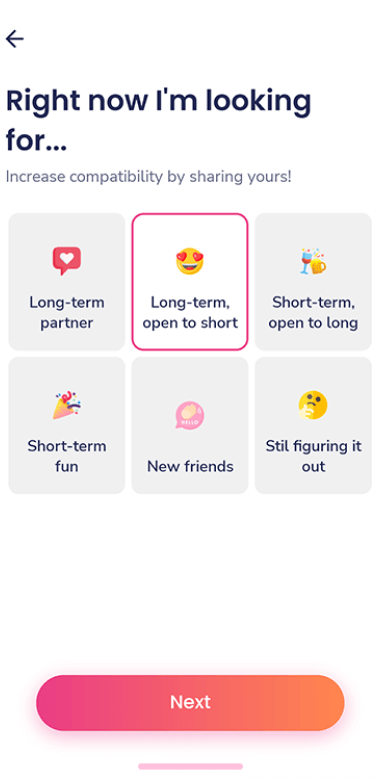 Right now I'm looking
for...
Increase compatibility by sharing yours!
Long-term
partner
Long-term,
open to short
Short-term,
open to long
Short-term
fun
HELLO
New friends
Stil figuring it
out
Next